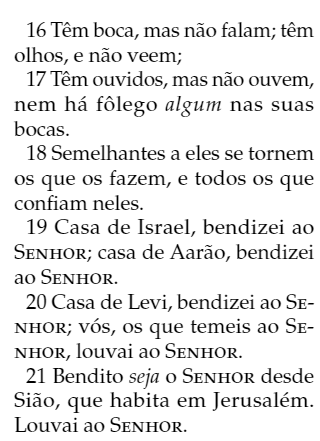 16 Têm boca, mas não falam; têm
olhos, e não veem;
17 Têm ouvidos, mas não ouvem,
nem há fôlego algum nas suas
bocas.
18 Semelhantes a eles se tornem
os que os fazem, e todos os que
confiam neles.
19 Casa de Israel, bendizei ao
SENHOR; casa de Aarão, bendizei
ao SENHOR.
20 Casa de Levi, bendizei ao SE-
NHOR; vós, os que temeis ao SE-
NHOR, louvai ao SENHOR.
21 Bendito seja o SENHOR desde
Sião, que habita em Jerusalém.
Louvai ao SENHOR.